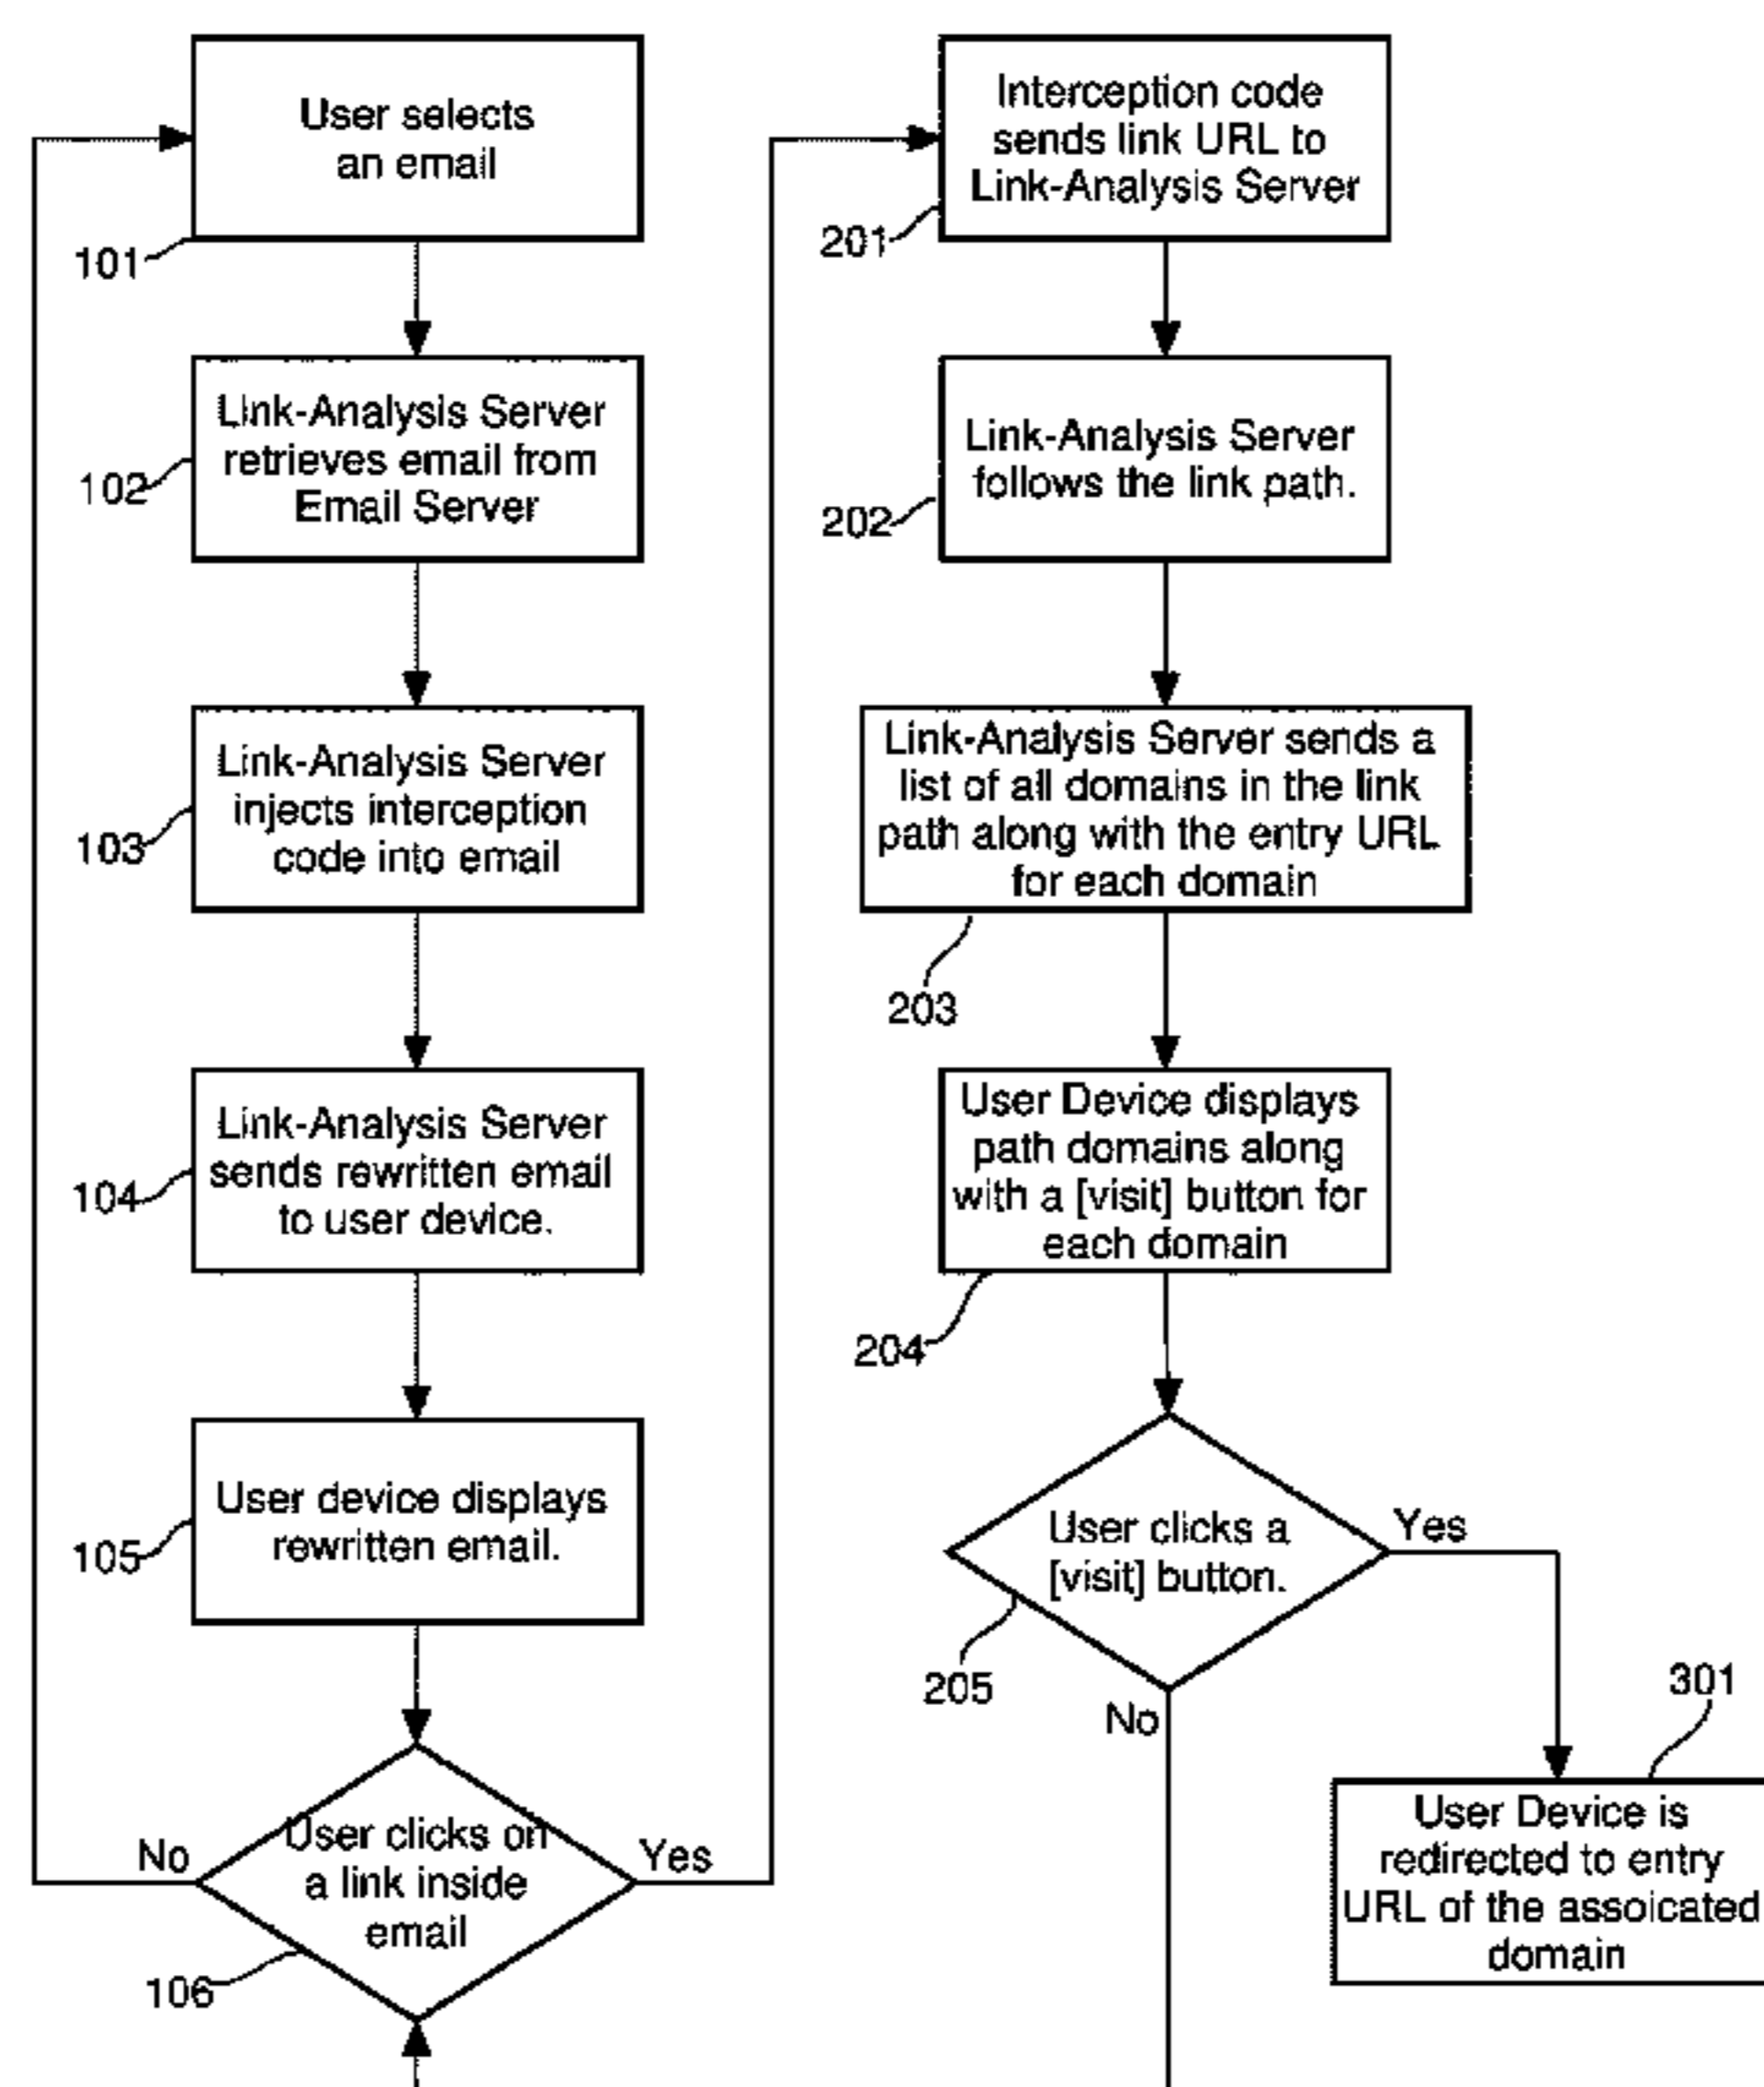 User selects
an email
101
Link-Analysis Server
retrieves email from
Email Server
102
Link-Analysis Server
injects interception
code into email
103
Link-Analysis Server
sends rewritten email
to user device.
104
User device displays
rewritten email.
105
No
User clicks on
a link inside
email
Yes
106
Interception code
sends link URL to
Link-Analysis Server
201
Link-Analysis Server
follows the link path.
202
Link-Analysis Server sends a
list of all domains in the link
path along with the entry URL
for each domain
203
User Device displays
path domains along
with a [visit] button for
each domain
204
User clicks a
[visit] button.
Yes
205
No
301
User Device is
redirected to entry
URL of the assoicated
domain